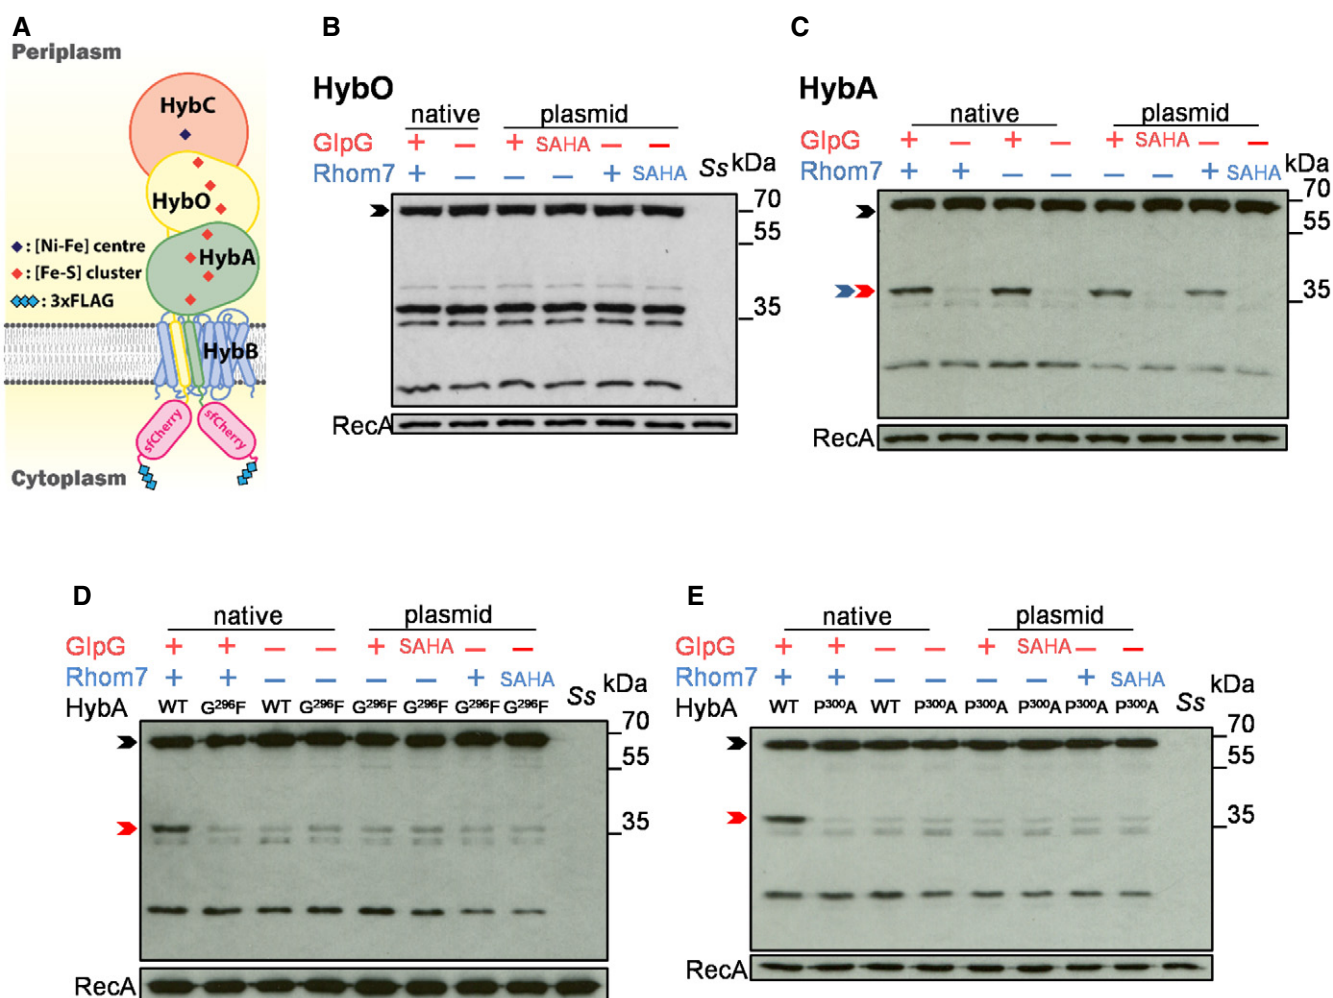 A
Periplasm
HybC
HybO
HybA
: [Ni-Fe] centre
: [Fe-S] cluster
: 3xFLAG
HybB
sfCherry
sfCherry
Cytoplasm
B
HybO
native plasmid
GlpG + − + SAHA − −
Rhom7 + − − − + SAHA Ss kDa
70
55
35
RecA
C
HybA
native plasmid
GlpG + − + − + SAHA − −
Rhom7 + + − − − − + SAHA kDa
70
55
35
RecA
D
native plasmid
GlpG + + − − + SAHA − −
Rhom7 + + − − − − + SAHA kDa
HybA WT G²⁹⁶F WT G²⁹⁶F G²⁹⁶F G²⁹⁶F G²⁹⁶F G²⁹⁶F Ss
70
55
35
RecA
E
native plasmid
GlpG + + − − + SAHA − −
Rhom7 + + − − − − + SAHA kDa
HybA WT P³⁰⁰A WT P³⁰⁰A P³⁰⁰A P³⁰⁰A P³⁰⁰A P³⁰⁰A Ss
70
55
35
RecA